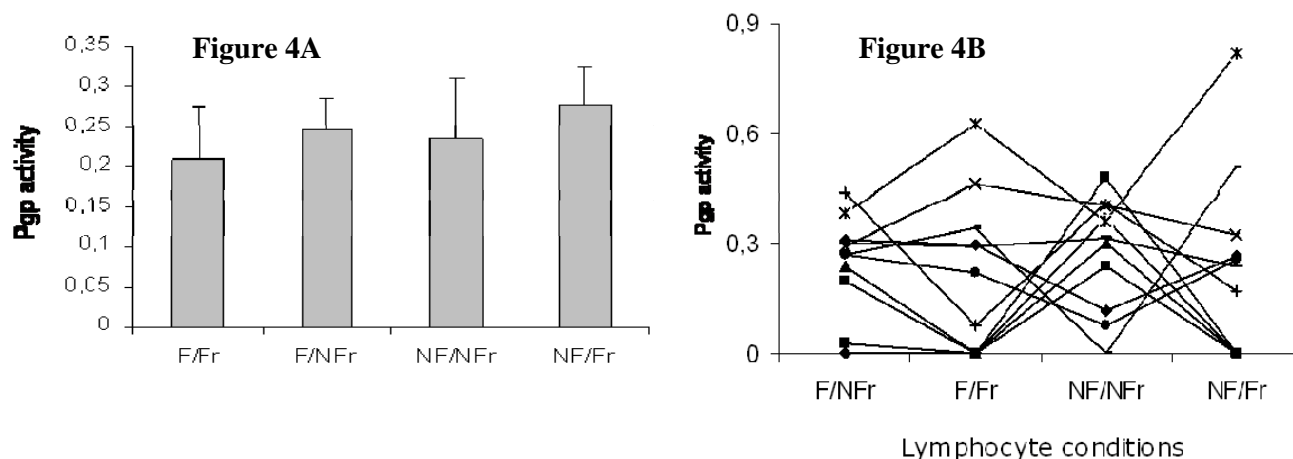 Figure 4A
Pgp activity
0,35
0,3
0,25
0,2
0,15
0,1
0,05
0
F/Fr
F/NFr
NF/NFr
NF/Fr
Figure 4B
Pgp activity
0,9
0,6
0,3
0
F/NFr
F/Fr
NF/NFr
NF/Fr
Lymphocyte conditions